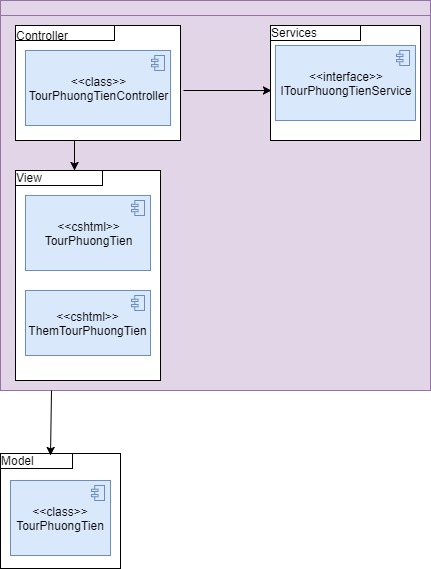 Controller
<<class>>
TourPhuongTienController
Services
<<interface>>
ITourPhuongTienService
View
<<cshtml>>
TourPhuongTien
<<cshtml>>
ThemTourPhuongTien
Model
<<class>>
TourPhuongTien